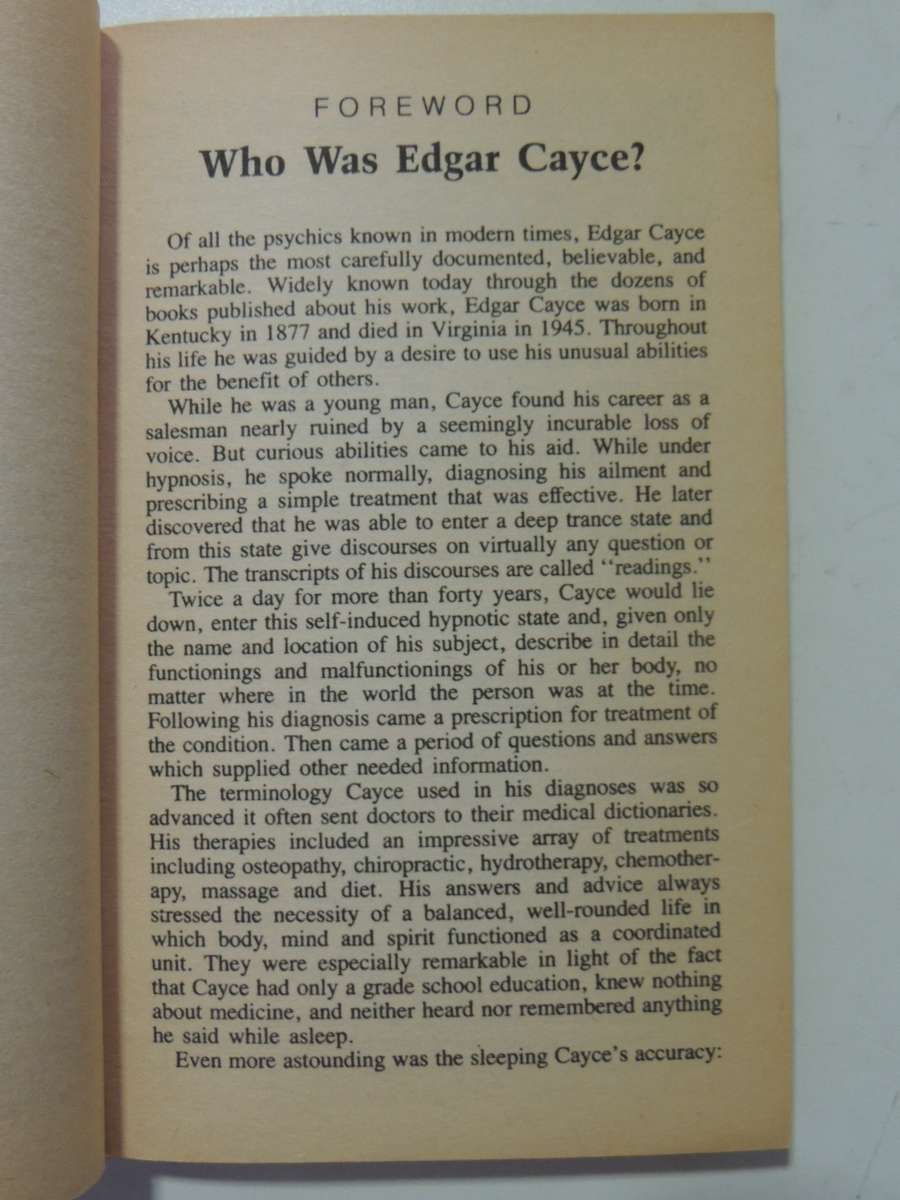 FOREWORD
Who Was Edgar Cayce?
Of all the psychics known in modern times, Edgar Cayce
is perhaps the most carefully documented, believable, and
remarkable. Widely known today through the dozens of
books published about his work, Edgar Cayce was born in
Kentucky in 1877 and died in Virginia in 1945. Throughout
his life he was guided by a desire to use his unusual abilities
for the benefit of others.
While he was a young man, Cayce found his career as a
salesman nearly ruined by a seemingly incurable loss of
voice. But curious abilities came to his aid. While under
hypnosis, he spoke normally, diagnosing his ailment and
prescribing a simple treatment that was effective. He later
discovered that he was able to enter a deep trance state and
from this state give discourses on virtually any question or
topic. The transcripts of his discourses are called "readings."
Twice a day for more than forty years, Cayce would lie
down, enter this self-induced hypnotic state and, given only
the name and location of his subject, describe in detail the
functionings and malfunctionings of his or her body, no
matter where in the world the person was at the time.
Following his diagnosis came a prescription for treatment of
the condition. Then came a period of questions and answers
which supplied other needed information.
The terminology Cayce used in his diagnoses was so
advanced it often sent doctors to their medical dictionaries.
His therapies included an impressive array of treatments
including osteopathy, chiropractic, hydrotherapy, chemother-
apy, massage and diet. His answers and advice always
stressed the necessity of a balanced, well-rounded life in
which body, mind and spirit functioned as a coordinated
unit. They were especially remarkable in light of the fact
that Cayce had only a grade school education, knew nothing
about medicine, and neither heard nor remembered anything
he said while asleep.
Even more astounding was the sleeping Cayce's accuracy: